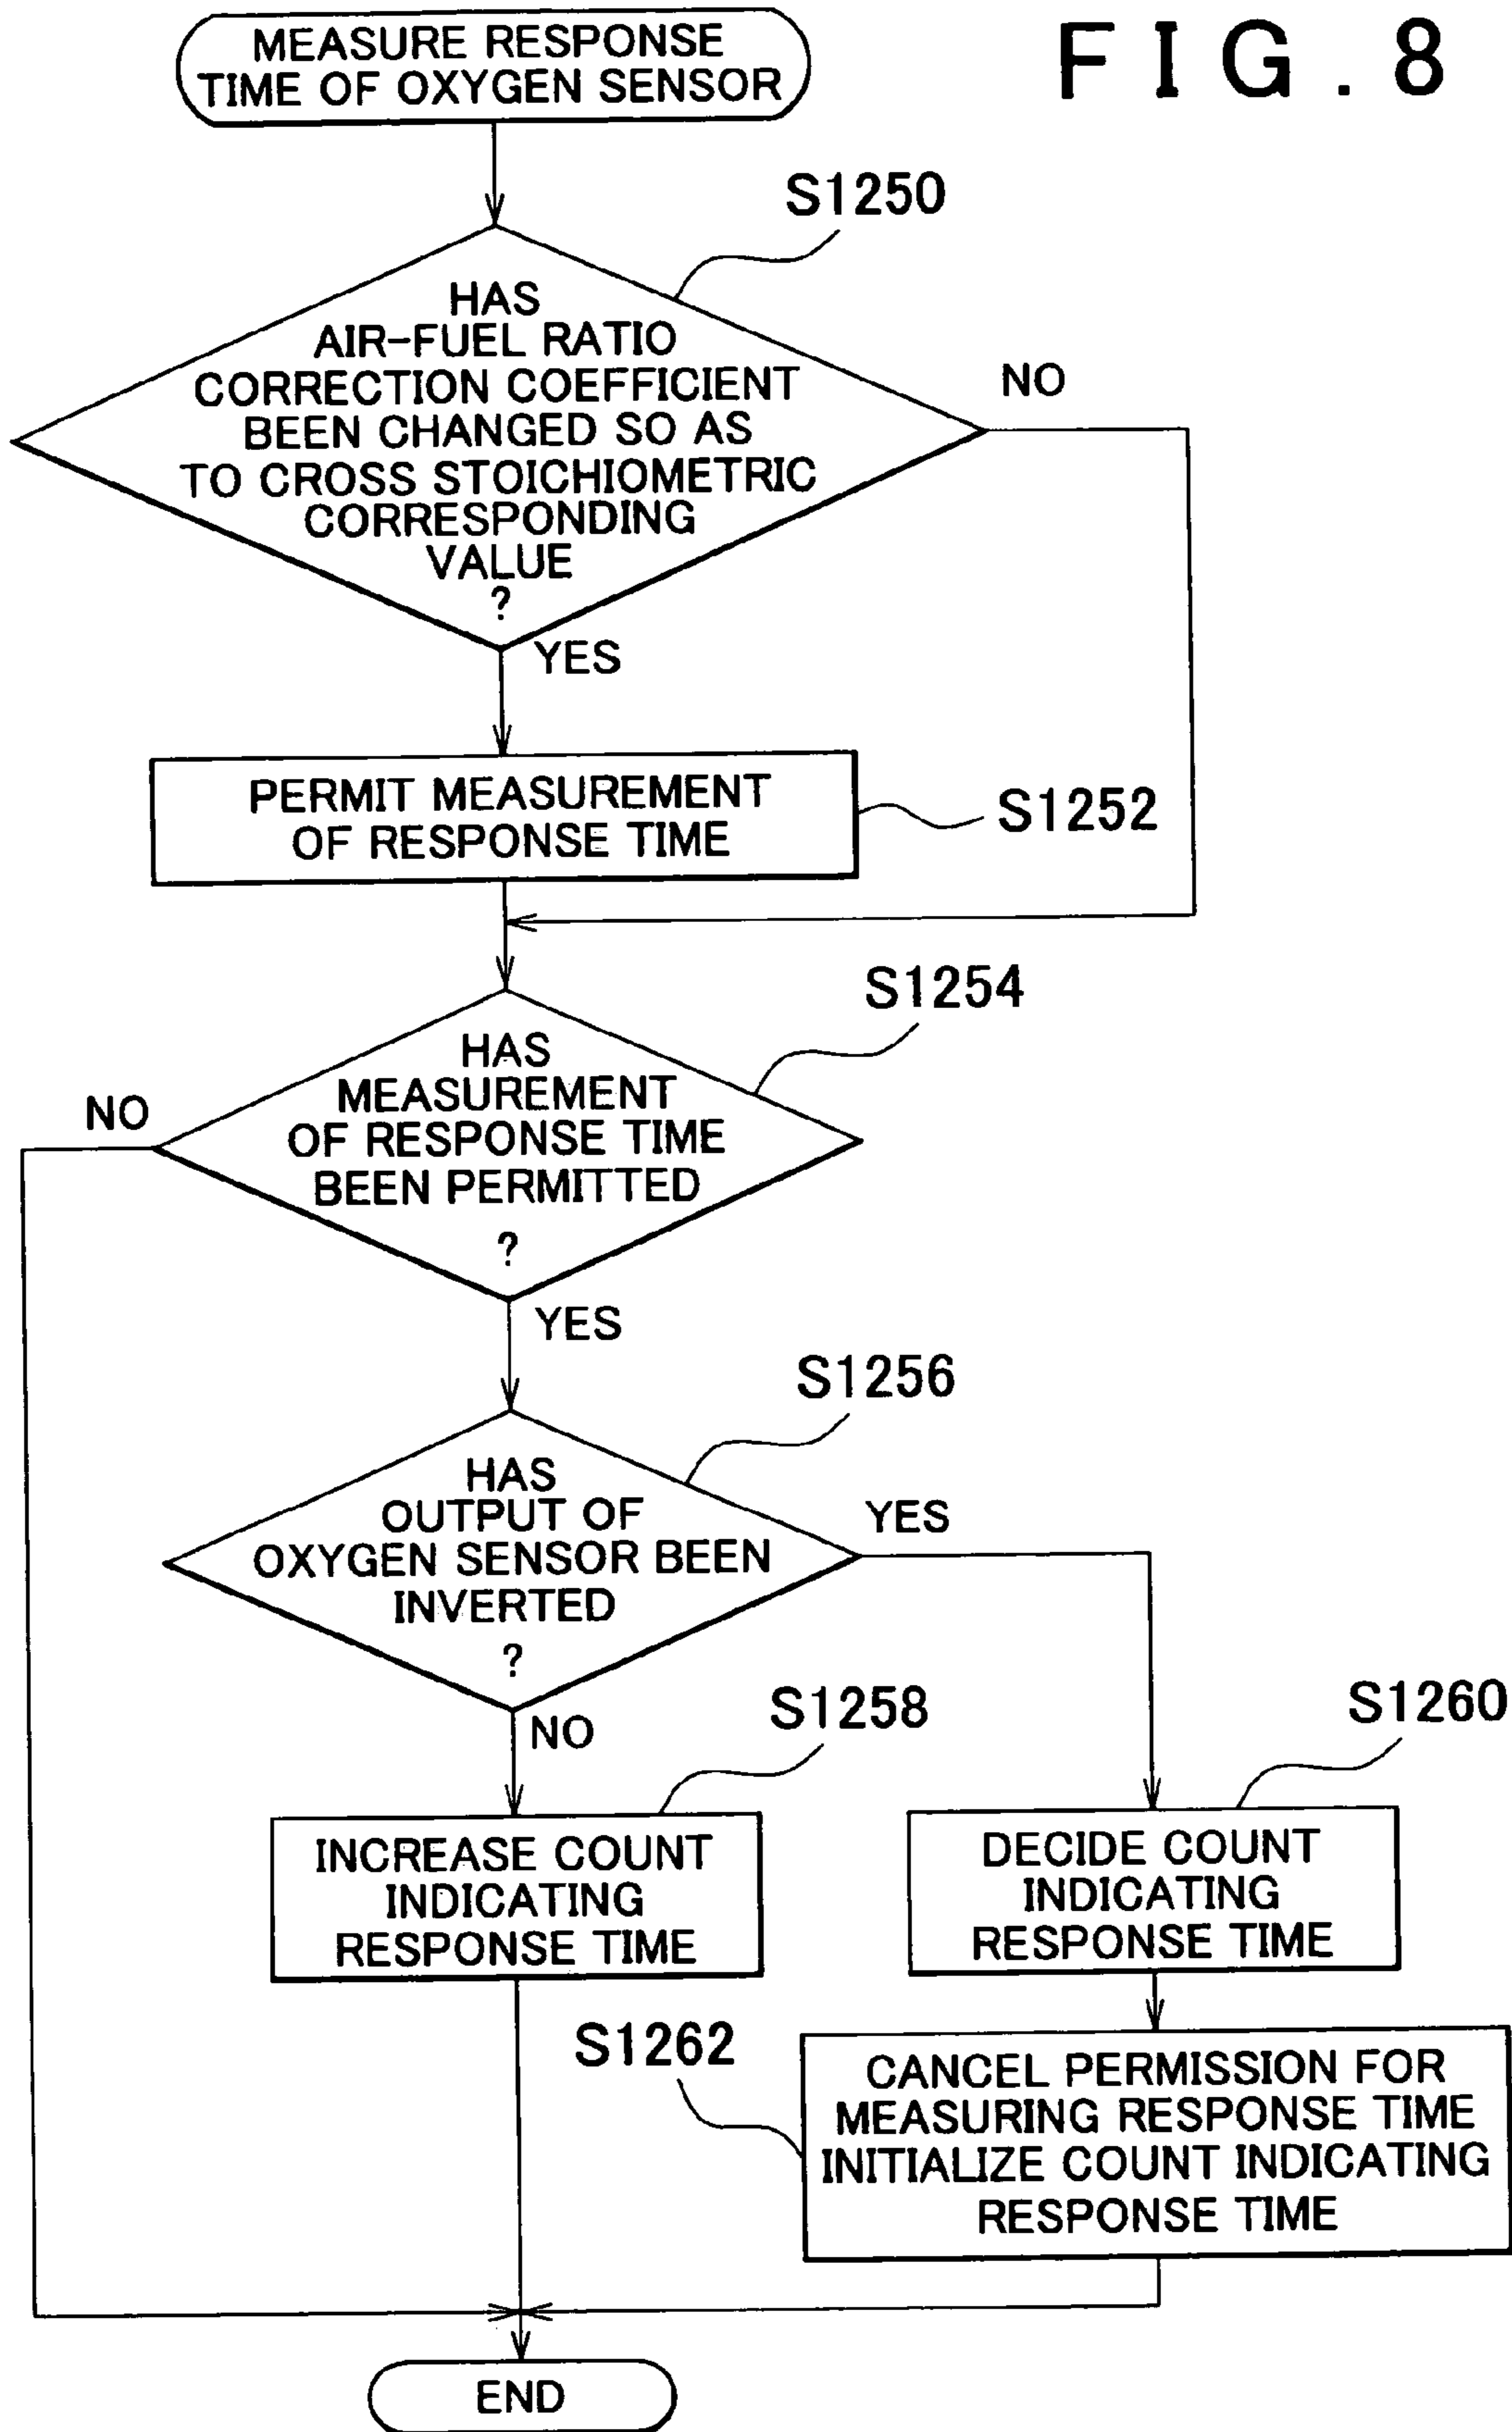 FIG.8
MEASURE RESPONSE
TIME OF OXYGEN SENSOR
S1250
HAS
AIR-FUEL RATIO
CORRECTION COEFFICIENT
BEEN CHANGED SO AS
TO CROSS STOICHIOMETRIC
CORRESPONDING
VALUE
?
NO
YES
PERMIT MEASUREMENT
OF RESPONSE TIME
S1252
S1254
HAS
MEASUREMENT
OF RESPONSE TIME
BEEN PERMITTED
?
NO
YES
S1256
HAS
OUTPUT OF
OXYGEN SENSOR BEEN
INVERTED
?
YES
NO
S1258
INCREASE COUNT
INDICATING
RESPONSE TIME
S1260
DECIDE COUNT
INDICATING
RESPONSE TIME
S1262
CANCEL PERMISSION FOR
MEASURING RESPONSE TIME
INITIALIZE COUNT INDICATING
RESPONSE TIME
END